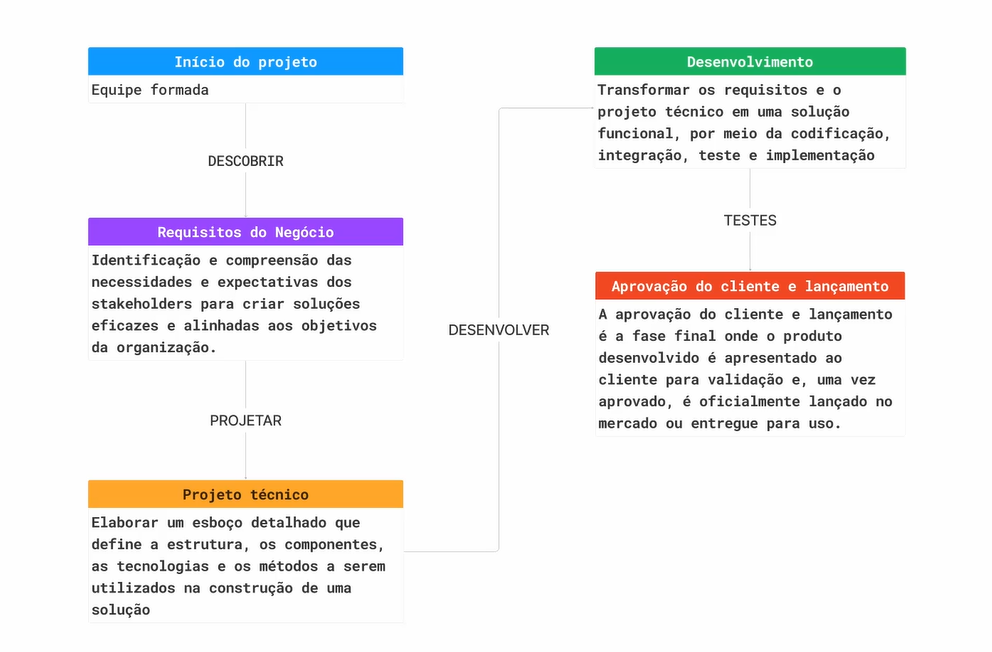 Início do projeto
Equipe formada
DESCOBRIR
Requisitos do Negócio
Identificação e compreensão das
necessidades e expectativas dos
stakeholders para criar soluções
eficazes e alinhadas aos objetivos
da organização.
PROJETAR
Projeto técnico
Elaborar um esboço detalhado que
define a estrutura, os componentes,
as tecnologias e os métodos a serem
utilizados na construção de uma
solução
DESENVOLVER
Desenvolvimento
Transformar os requisitos e o
projeto técnico em uma solução
funcional, por meio da codificação,
integração, teste e implementação
TESTES
Aprovação do cliente e lançamento
A aprovação do cliente e lançamento
é a fase final onde o produto
desenvolvido é apresentado ao
cliente para validação e, uma vez
aprovado, é oficialmente lançado no
mercado ou entregue para uso.